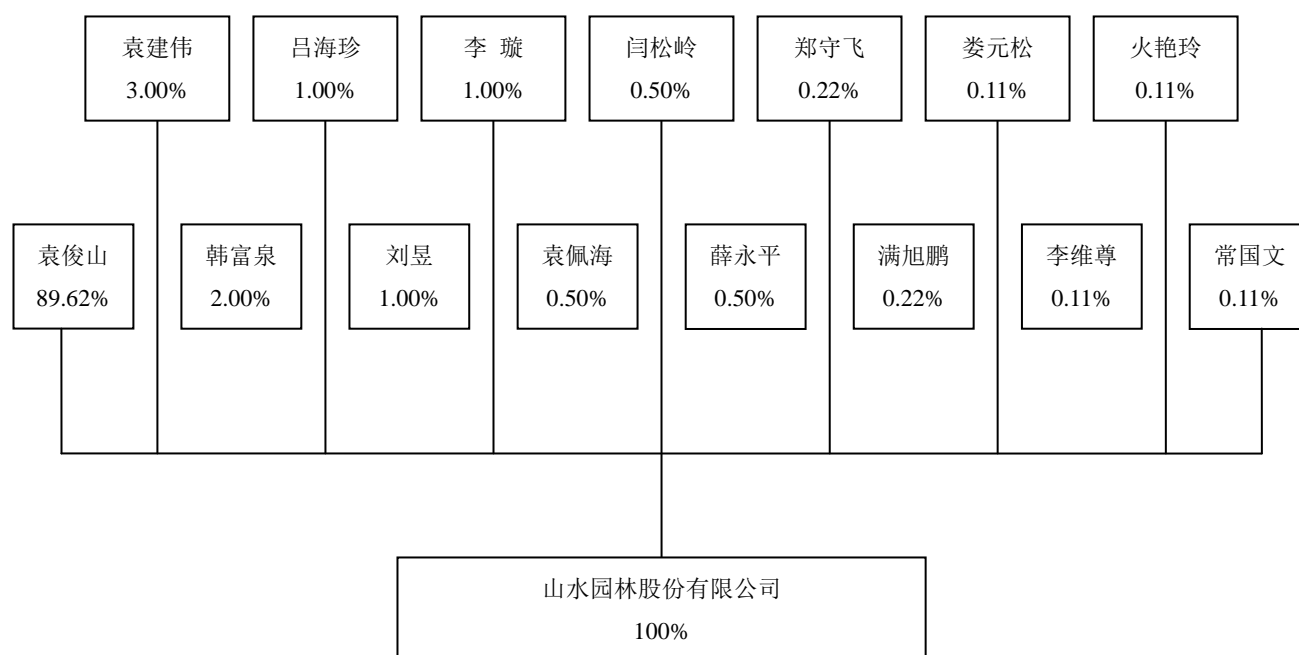 袁建伟
3.00%
吕海珍
1.00%
李 璇
1.00%
闫松岭
0.50%
郑守飞
0.22%
娄元松
0.11%
火艳玲
0.11%
袁俊山
89.62%
韩富泉
2.00%
刘昱
1.00%
袁佩海
0.50%
薛永平
0.50%
满旭鹏
0.22%
李维尊
0.11%
常国文
0.11%
山水园林股份有限公司
100%